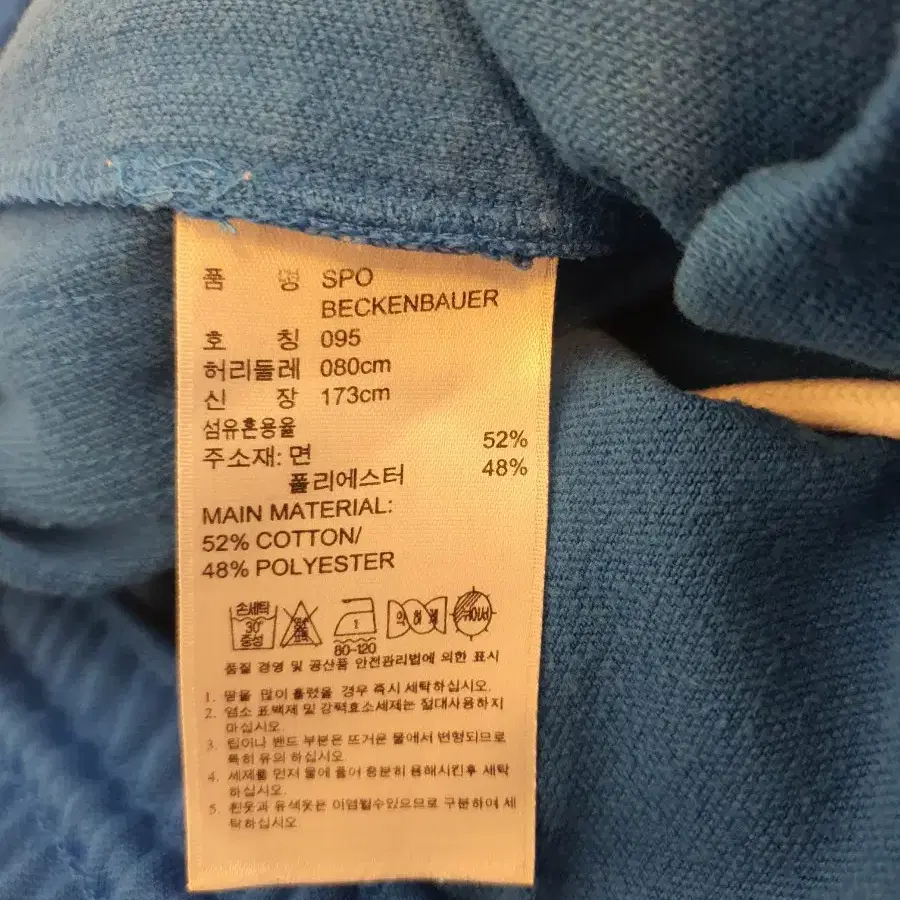 품 명 SPO
BECKENBAUER
호 칭 095
허리둘레 080cm
신 장 173cm
섬유혼용율
주소재: 면 52%
폴리에스터 48%
MAIN MATERIAL:
52% COTTON/
48% POLYESTER
손세탁
30°
중성
80-120
품질 경영 및 공산품 안전관리법에 의한 표시
1. 땀을 많이 흘렸을 경우 즉시 세탁하십시오.
2. 염소 표백제 및 강력효소세제는 절대사용하지
마십시오
3. 립이나 밴드 부분은 뜨거운 물에서 변형되므로
특히 유의 하십시오
4. 세제를 먼저 물에 풀어 충분히 용해시킨후 세탁
하십시오
5. 흰옷과 유색옷은 이염될수있으므로 구분하여 세
탁하십시오